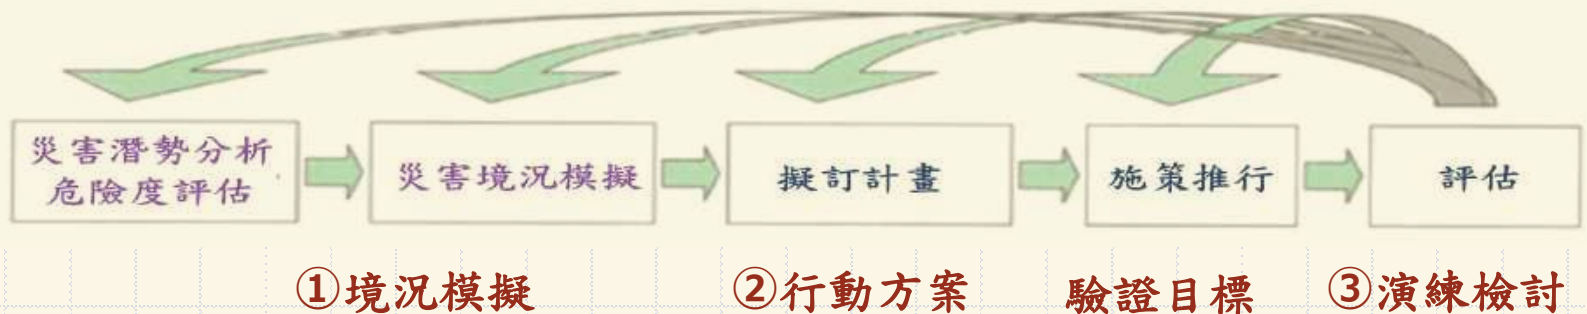 災害潛勢分析
危險度評估
災害境況模擬
擬訂計畫
施策推行
評估
①境況模擬
②行動方案
驗證目標
③演練檢討